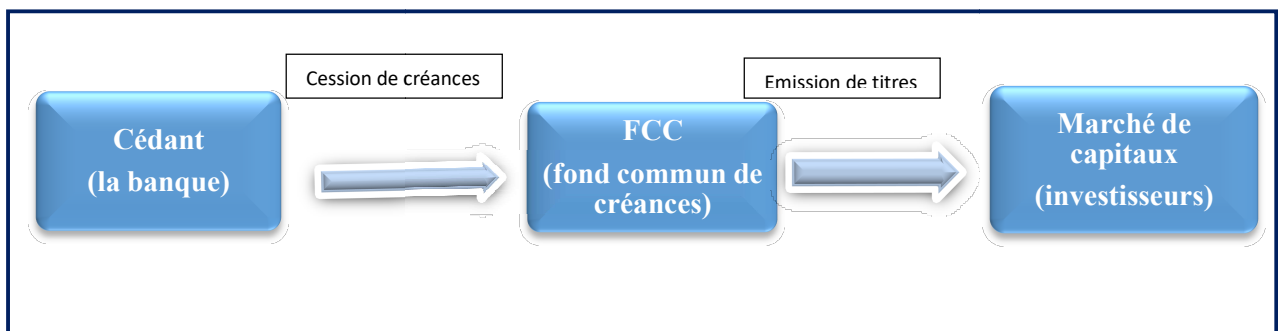 Cession de créances
Emission de titres
Cédant
(la banque)
FCC
(fond commun de
créances)
Marché de
capitaux
(investisseurs)